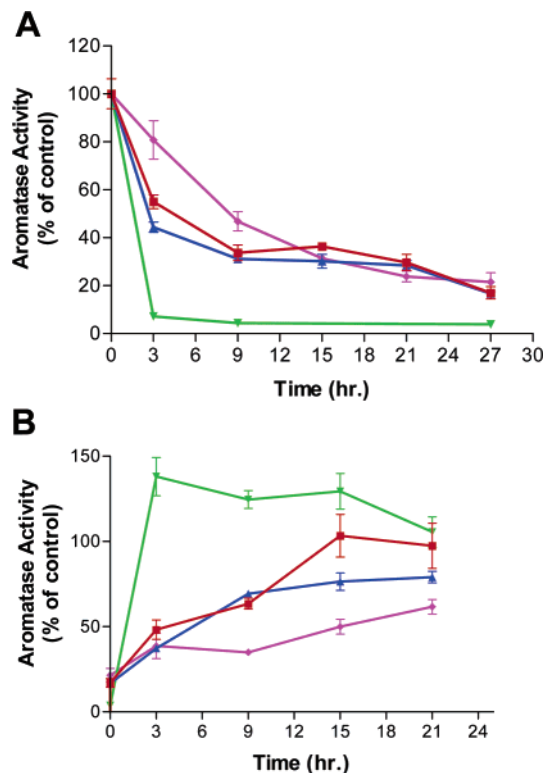 A
Aromatase Activity
(% of control)
120
100
80
60
40
20
0
0 3 6 9 12 15 18 21 24 27 30
Time (hr.)
B
Aromatase Activity
(% of control)
150
100
50
0
0 3 6 9 12 15 18 21 24
Time (hr.)